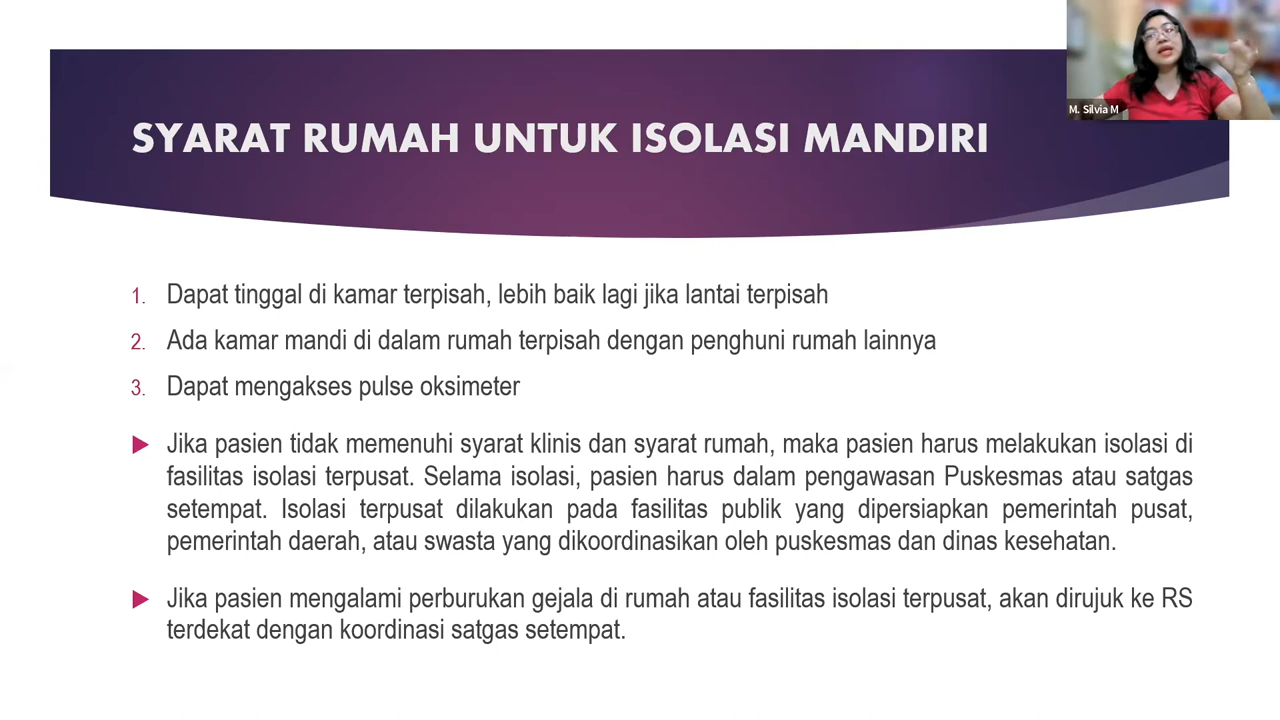 SYARAT RUMAH UNTUK ISOLASI MANDIRI
M. Silvia M
1. Dapat tinggal di kamar terpisah, lebih baik lagi jika lantai terpisah
2. Ada kamar mandi di dalam rumah terpisah dengan penghuni rumah lainnya
3. Dapat mengakses pulse oksimeter
Jika pasien tidak memenuhi syarat klinis dan syarat rumah, maka pasien harus melakukan isolasi di
fasilitas isolasi terpusat. Selama isolasi, pasien harus dalam pengawasan Puskesmas atau satgas
setempat. Isolasi terpusat dilakukan pada fasilitas publik yang dipersiapkan pemerintah pusat,
pemerintah daerah, atau swasta yang dikoordinasikan oleh puskesmas dan dinas kesehatan.
Jika pasien mengalami perburukan gejala di rumah atau fasilitas isolasi terpusat, akan dirujuk ke RS
terdekat dengan koordinasi satgas setempat.